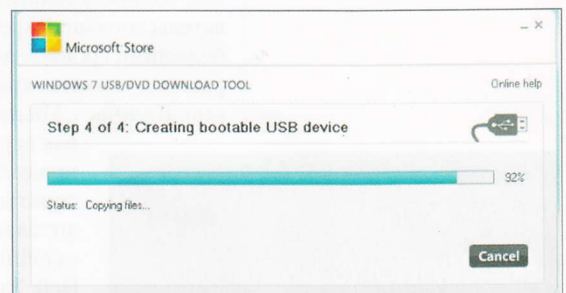 Microsoft Store
WINDOWS 7 USB/DVD DOWNLOAD TOOL
Online help
Step 4 of 4: Creating bootable USB device
92%
Status: Copying files...
Cancel